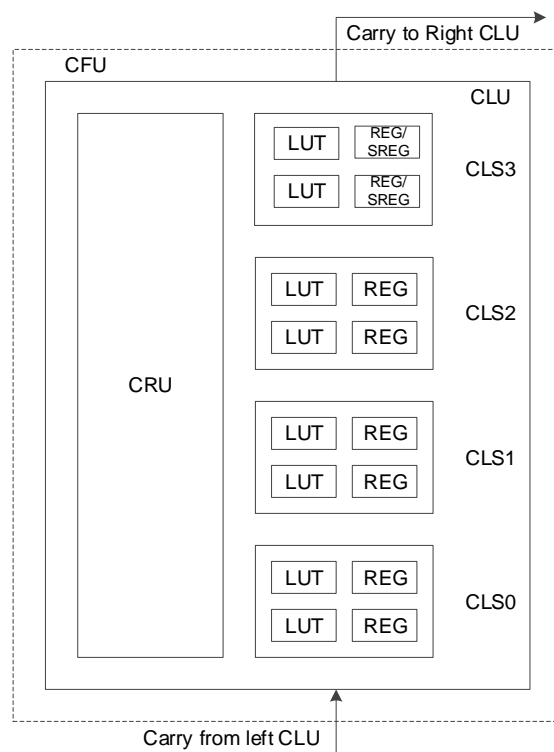 Carry to Right CLU
CFU
CLU
LUT
REG/
SREG
CLS3
LUT
REG/
SREG
LUT
REG
CLS2
LUT
REG
CRU
LUT
REG
CLS1
LUT
REG
LUT
REG
CLS0
LUT
REG
Carry from left CLU